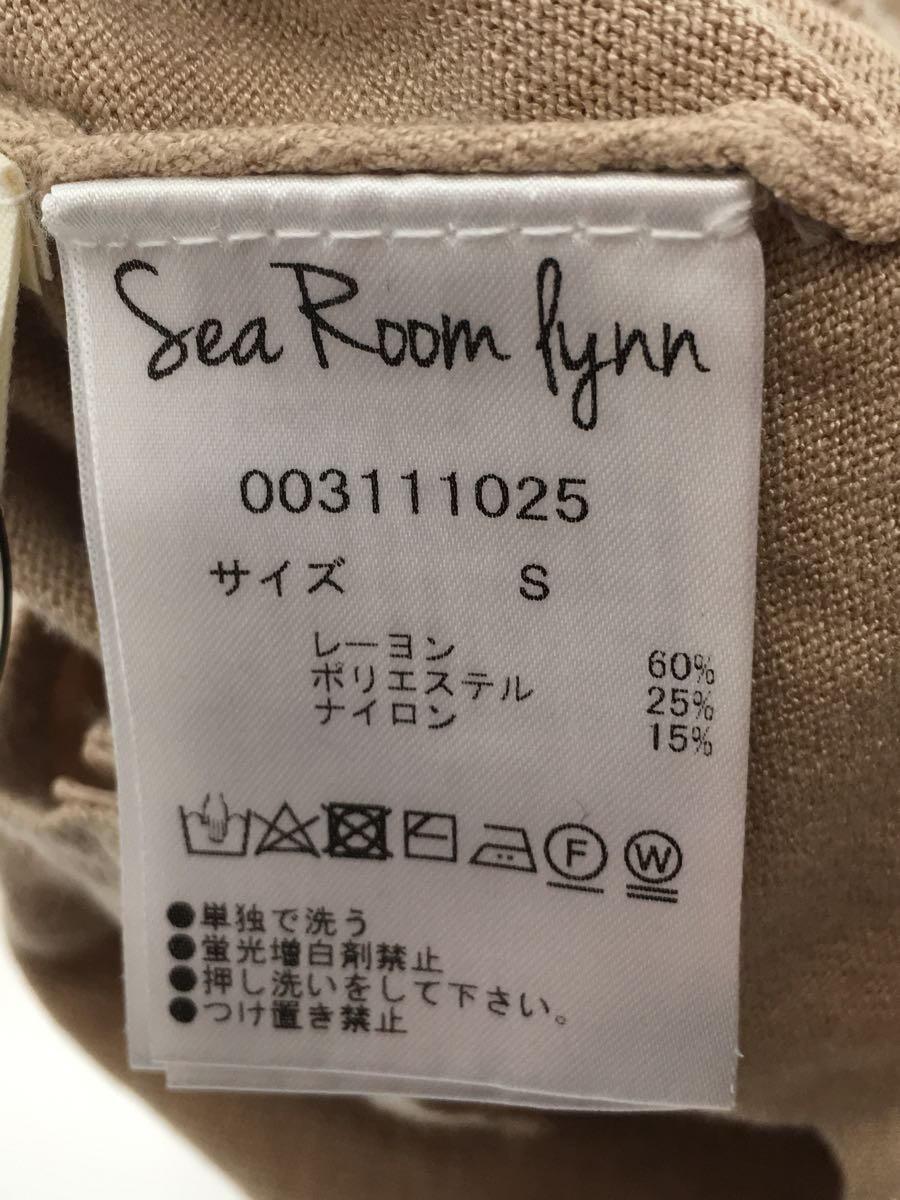 Sea Room lynn
003111025
サイズ S
レーヨン 60%
ポリエステル 25%
ナイロン 15%
F W
●単独で洗う
●蛍光増白剤禁止
●押し洗いをして下さい。
●つけ置き禁止